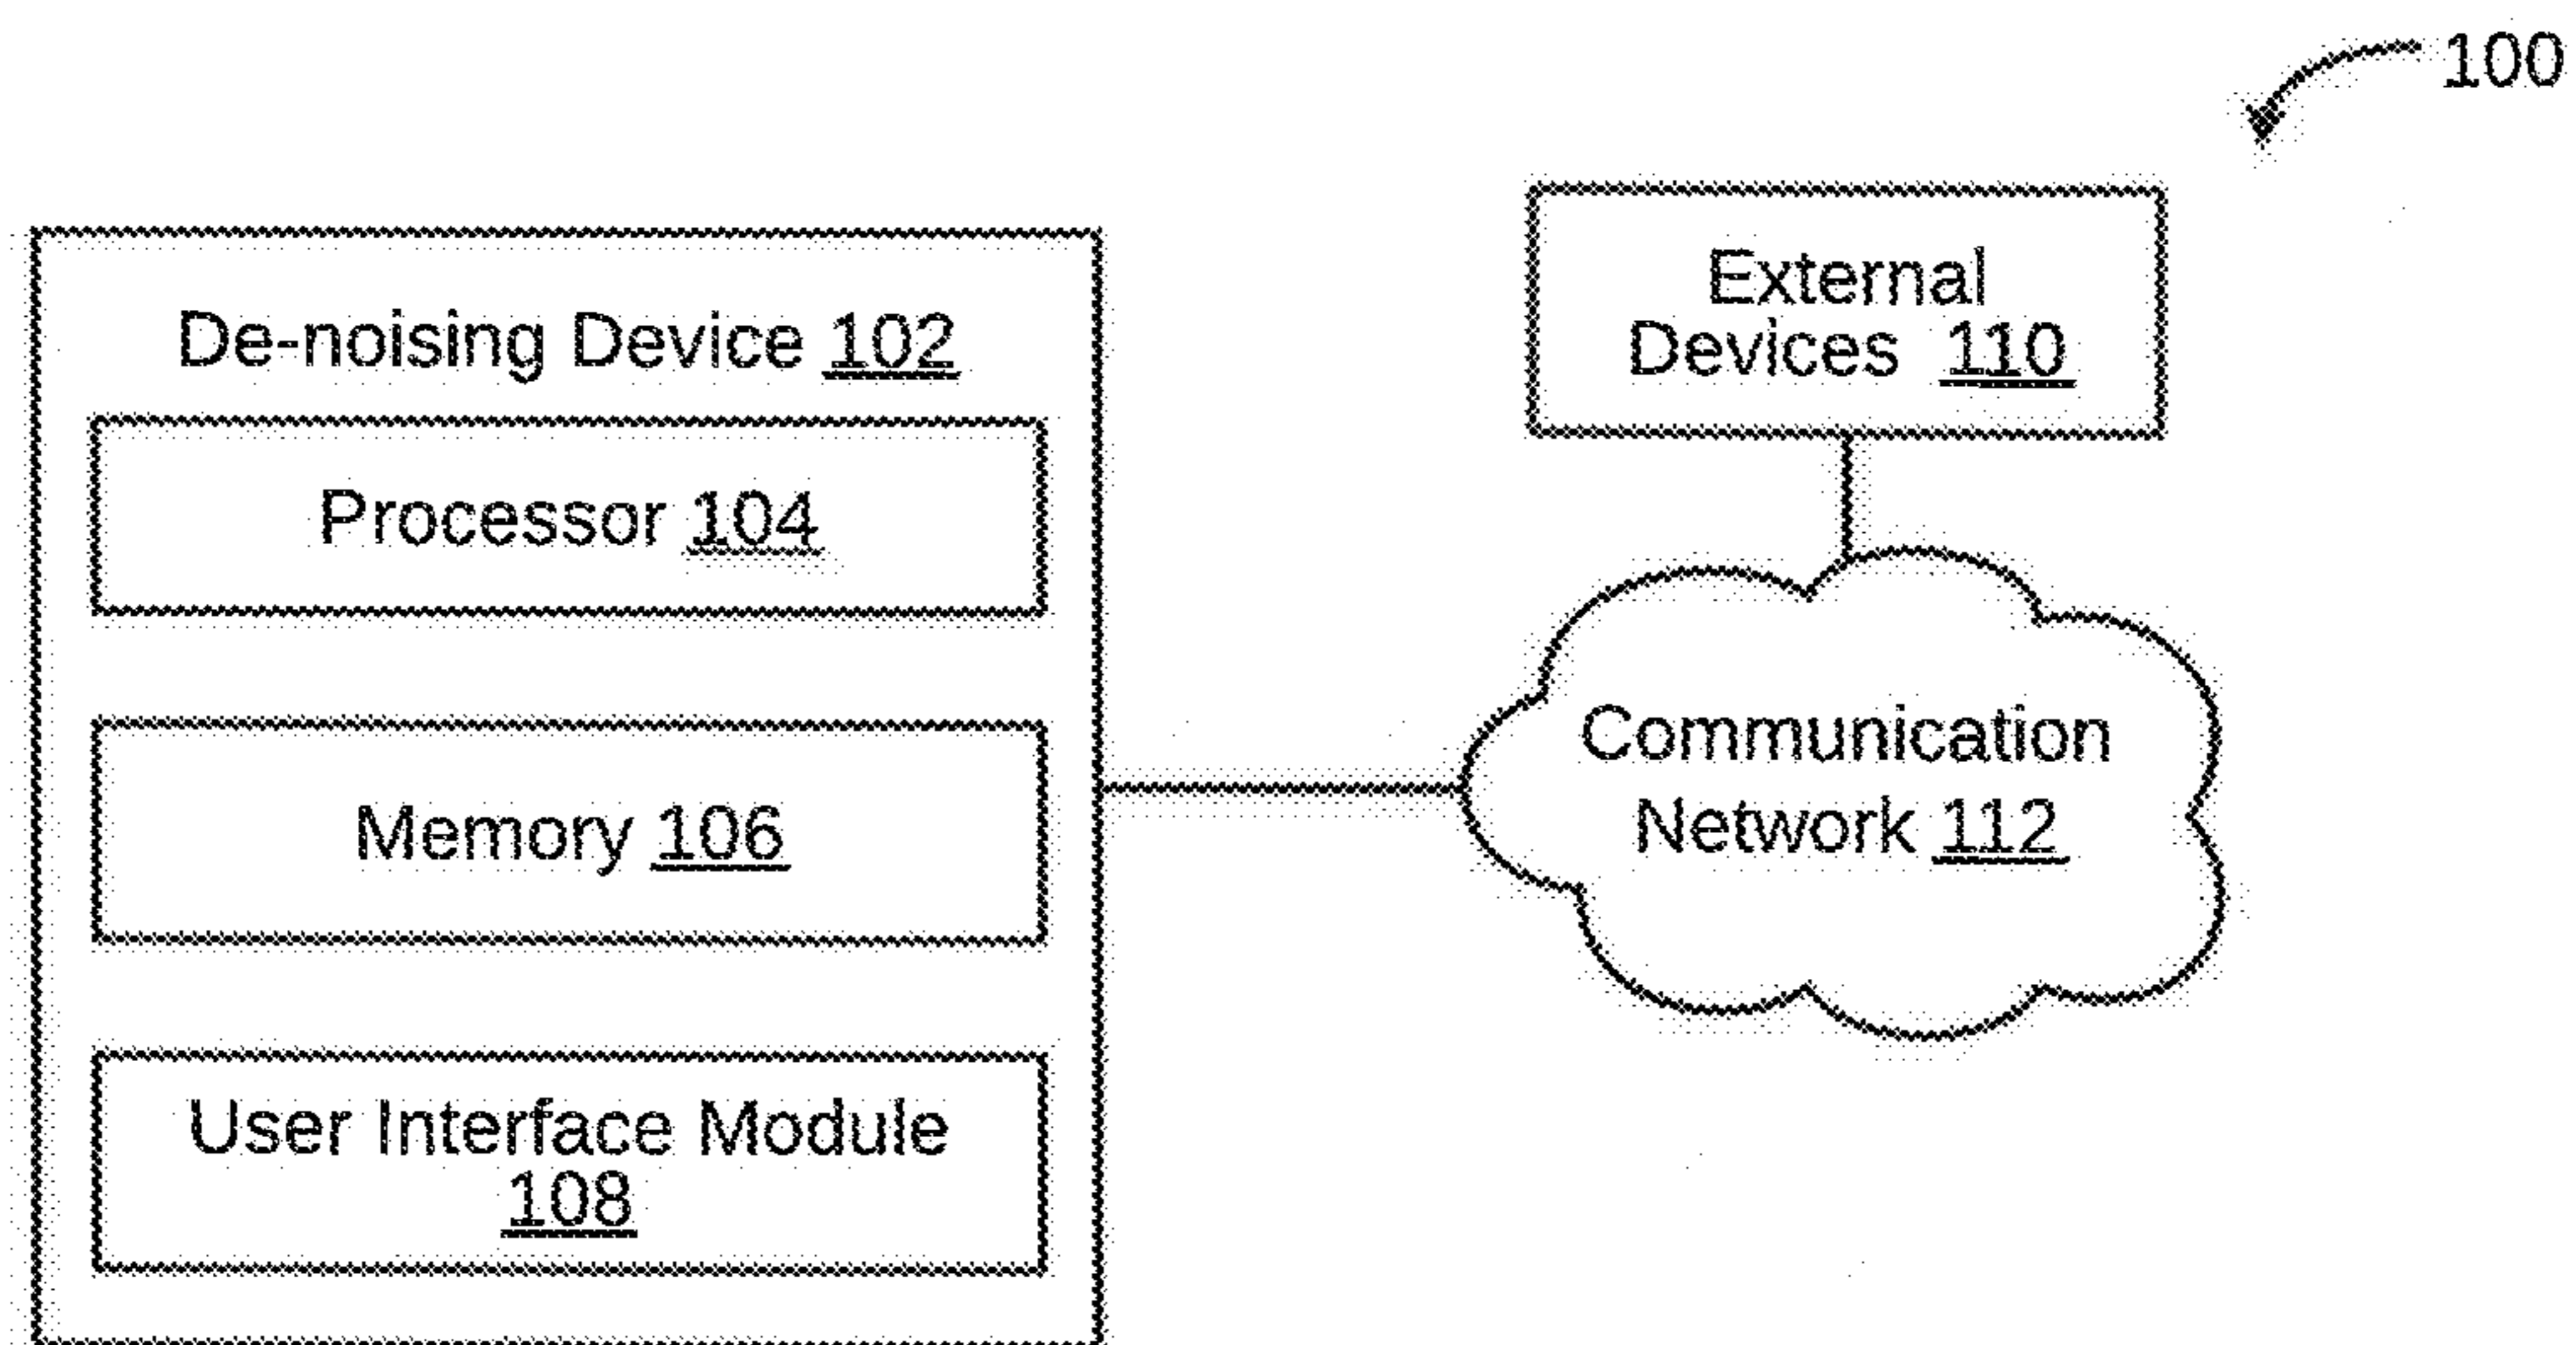 100
De-noising Device 102
Processor 104
Memory 106
User Interface Module
108
External
Devices 110
Communication
Network 112